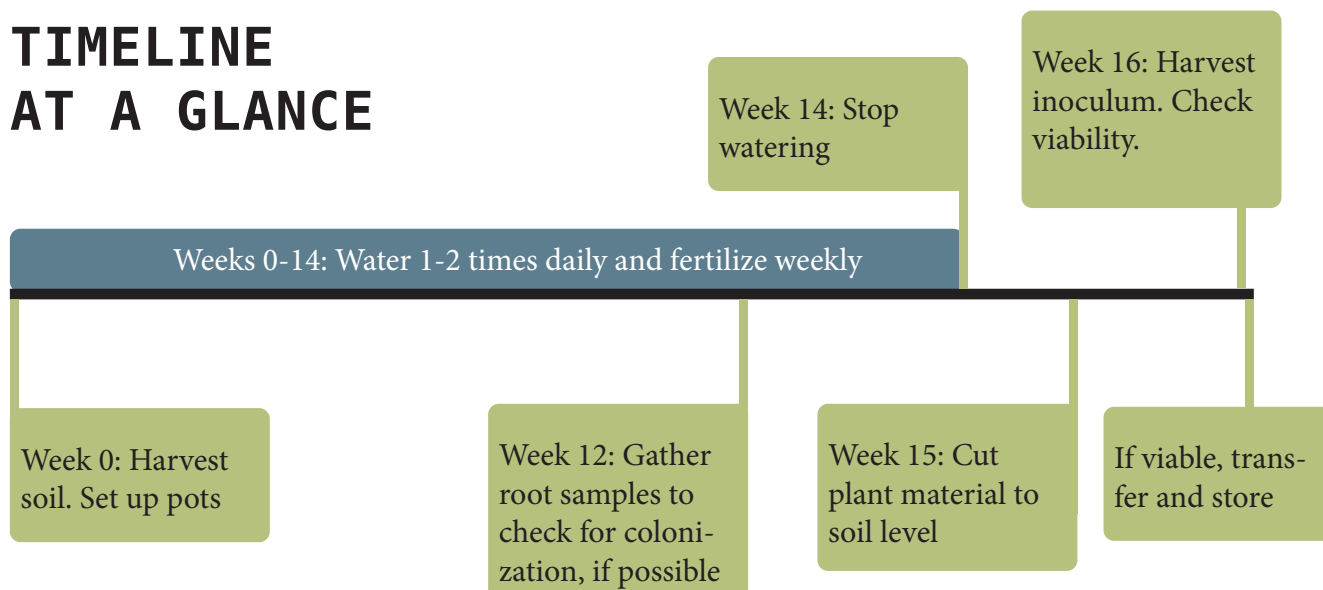 TIMELINE
AT A GLANCE
Week 14: Stop
watering
Week 16: Harvest
inoculum. Check
viability.
Weeks 0-14: Water 1-2 times daily and fertilize weekly
Week 0: Harvest
soil. Set up pots
Week 12: Gather
root samples to
check for coloni-
zation, if possible
Week 15: Cut
plant material to
soil level
If viable, trans-
fer and store